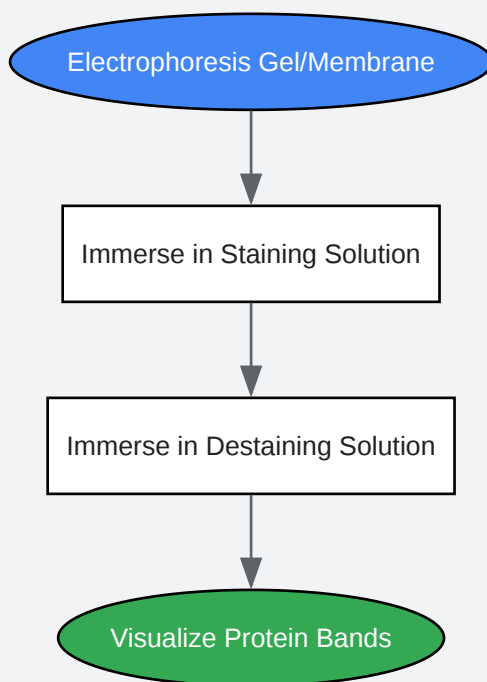 Electrophoresis Gel/Membrane
Immerse in Staining Solution
Immerse in Destaining Solution
Visualize Protein Bands